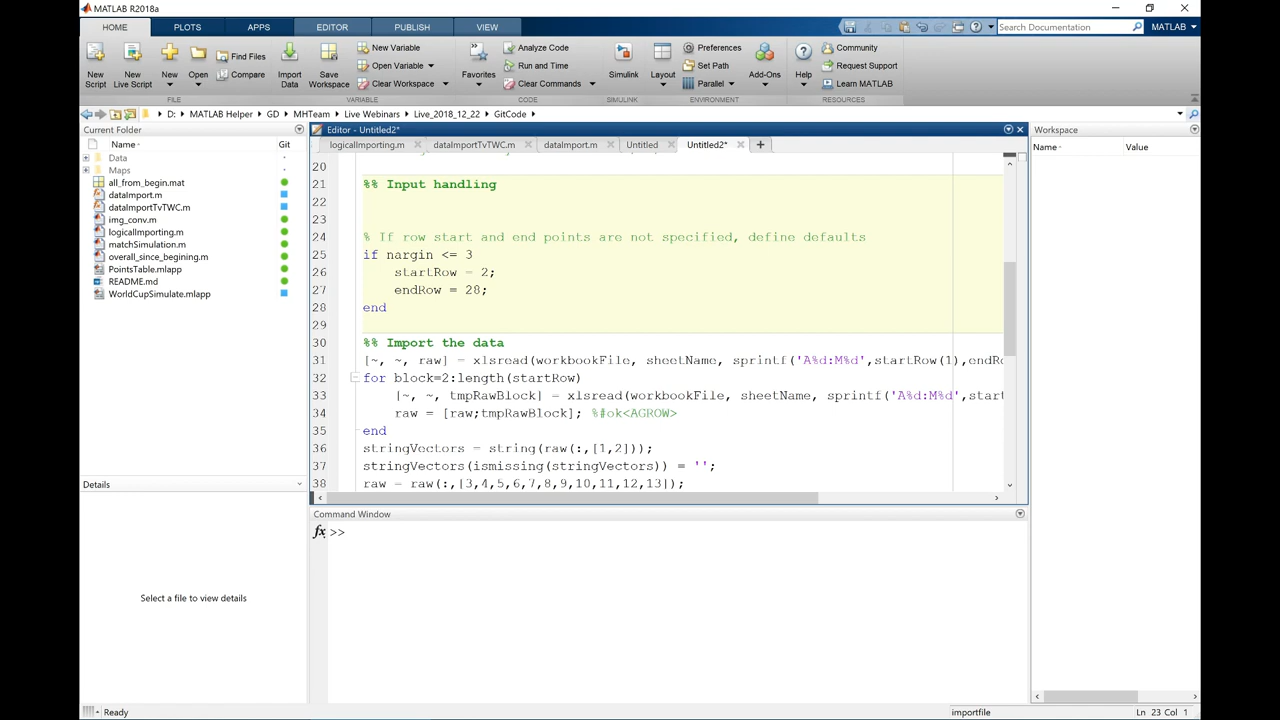 MATLAB R2018a
HOME PLOTS APPS EDITOR PUBLISH VIEW Search Documentation MATLAB
New Script
New Live Script
New
Open
Find Files
Compare
Import Data
Save Workspace
New Variable
Open Variable
Clear Workspace
Favorites
Analyze Code
Run and Time
Clear Commands
Simulink
Layout
Preferences
Set Path
Parallel
Add-Ons
Help
Community
Request Support
Learn MATLAB
FILE VARIABLE CODE SIMULINK ENVIRONMENT RESOURCES
D: MATLAB Helper GD MHTeam Live Webinars Live_2018_12_22 GitCode
Current Folder
Name Git
Data
Maps
all_from_begin.mat
dataImport.m
dataImportTvTWC.m
img_conv.m
logicalImporting.m
matchSimulation.m
overall_since_begining.m
PointsTable.mlapp
README.md
WorldCupSimulate.mlapp
Details
Select a file to view details
Editor - Untitled2*
logicalImporting.m dataImportTvTWC.m dataImport.m Untitled Untitled2*
20
21 %% Input handling
22
23
24 % If row start and end points are not specified, define defaults
25 if nargin <= 3
26 startRow = 2;
27 endRow = 28;
28 end
29
30 %% Import the data
31 [~, ~, raw] = xlsread(workbookFile, sheetName, sprintf('A%d:M%d',startRow(1),endRo
32 for block=2:length(startRow)
33 [~, ~, tmpRawBlock] = xlsread(workbookFile, sheetName, sprintf('A%d:M%d',start
34 raw = [raw;tmpRawBlock]; %#ok<AGROW>
35 end
36 stringVectors = string(raw(:,[1,2]));
37 stringVectors(ismissing(stringVectors)) = '';
38 raw = raw(:,[3,4,5,6,7,8,9,10,11,12,13]);
Command Window
fx >>
Workspace
Name Value
Ready importfile Ln 23 Col 1